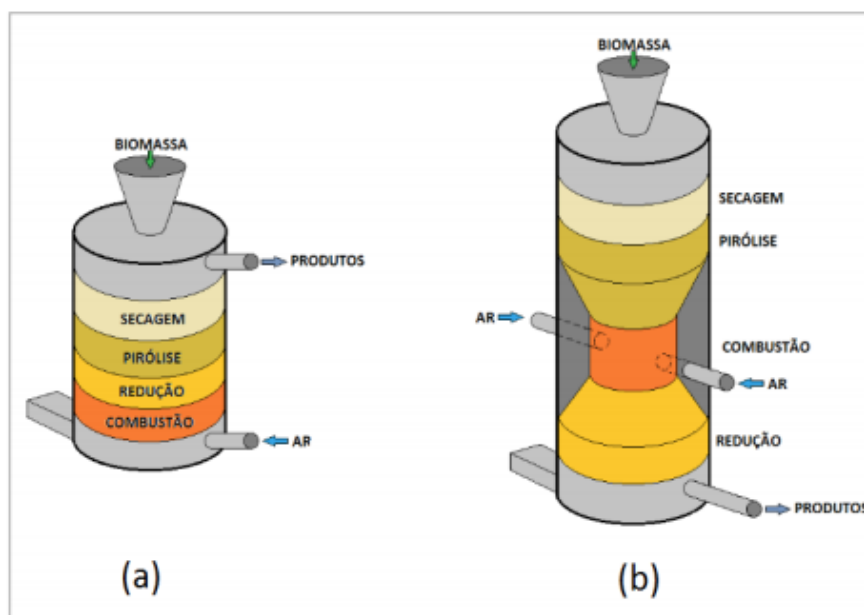 BIOMASSA
PRODUTOS
SECAGEM
PIRÓLISE
REDUÇÃO
COMBUSTÃO
AR
(a)
BIOMASSA
SECAGEM
PIRÓLISE
AR
COMBUSTÃO
AR
REDUÇÃO
PRODUTOS
(b)